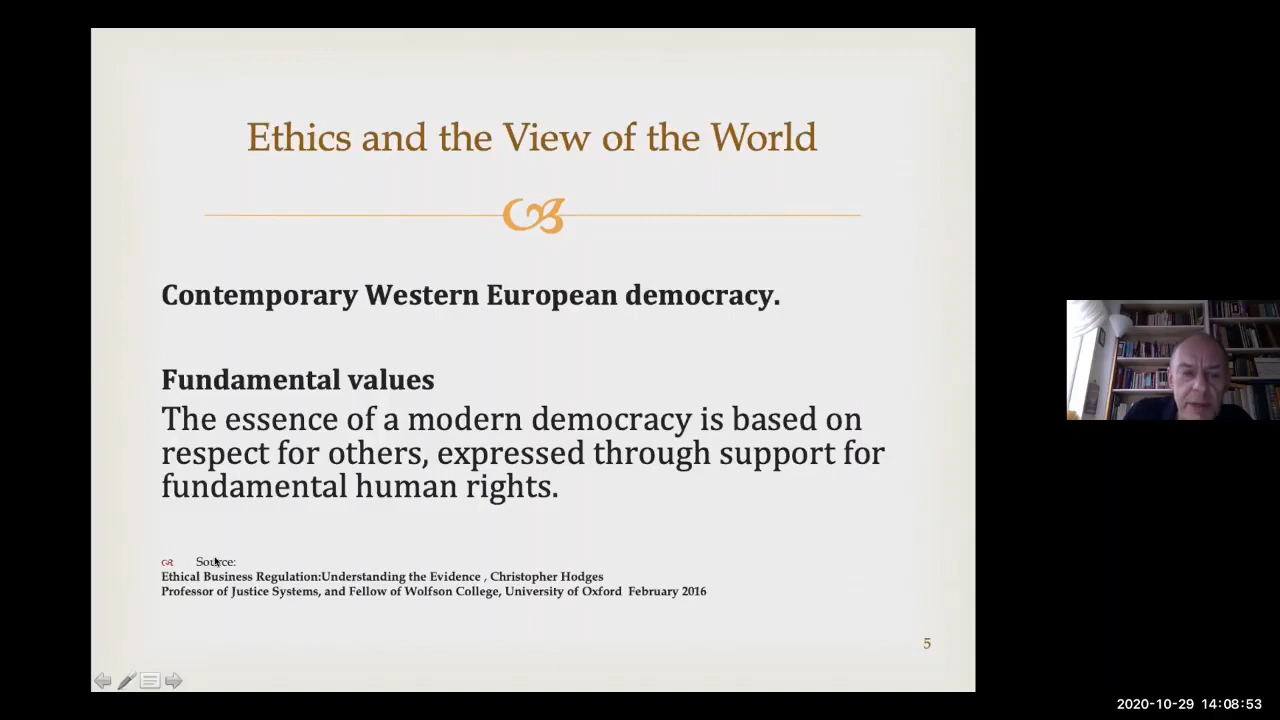 Ethics and the View of the World
Contemporary Western European democracy.
Fundamental values
The essence of a modern democracy is based on
respect for others, expressed through support for
fundamental human rights.
Source:
Ethical Business Regulation:Understanding the Evidence , Christopher Hodges
Professor of Justice Systems, and Fellow of Wolfson College, University of Oxford February 2016
5
2020-10-29 14:08:53